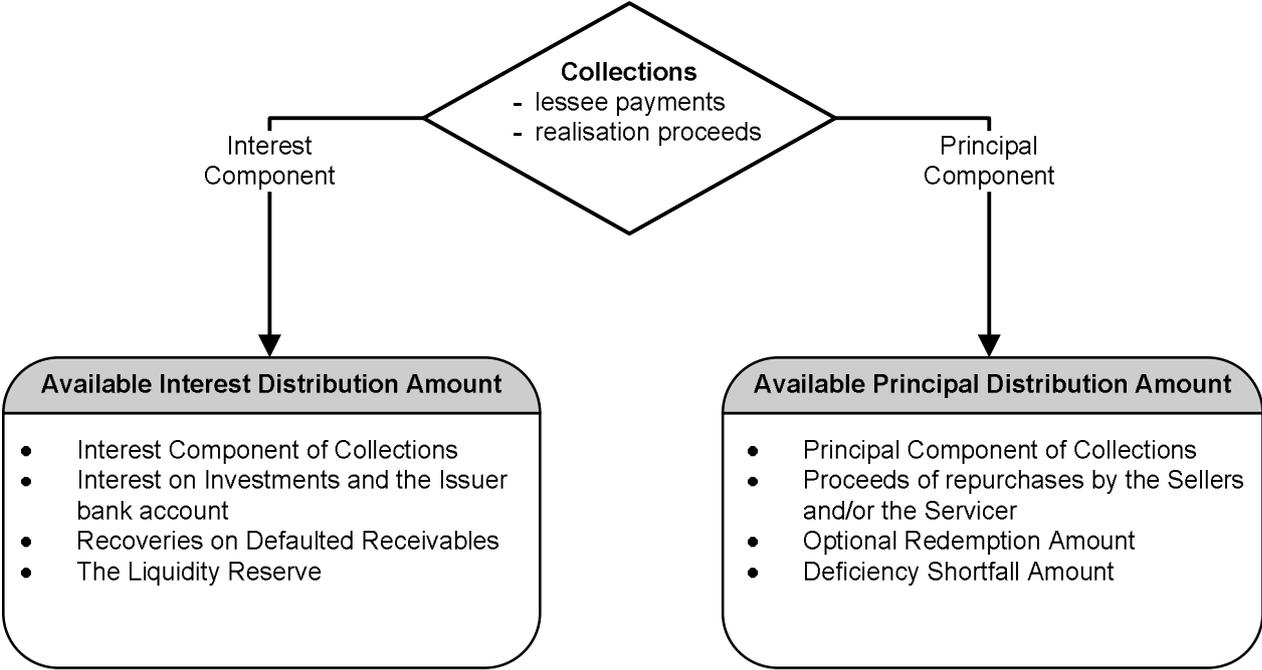 Collections
- lessee payments
- realisation proceeds
Interest
Component
Principal
Component
Available Interest Distribution Amount
• Interest Component of Collections
• Interest on Investments and the Issuer
bank account
• Recoveries on Defaulted Receivables
• The Liquidity Reserve
Available Principal Distribution Amount
• Principal Component of Collections
• Proceeds of repurchases by the Sellers
and/or the Servicer
• Optional Redemption Amount
• Deficiency Shortfall Amount